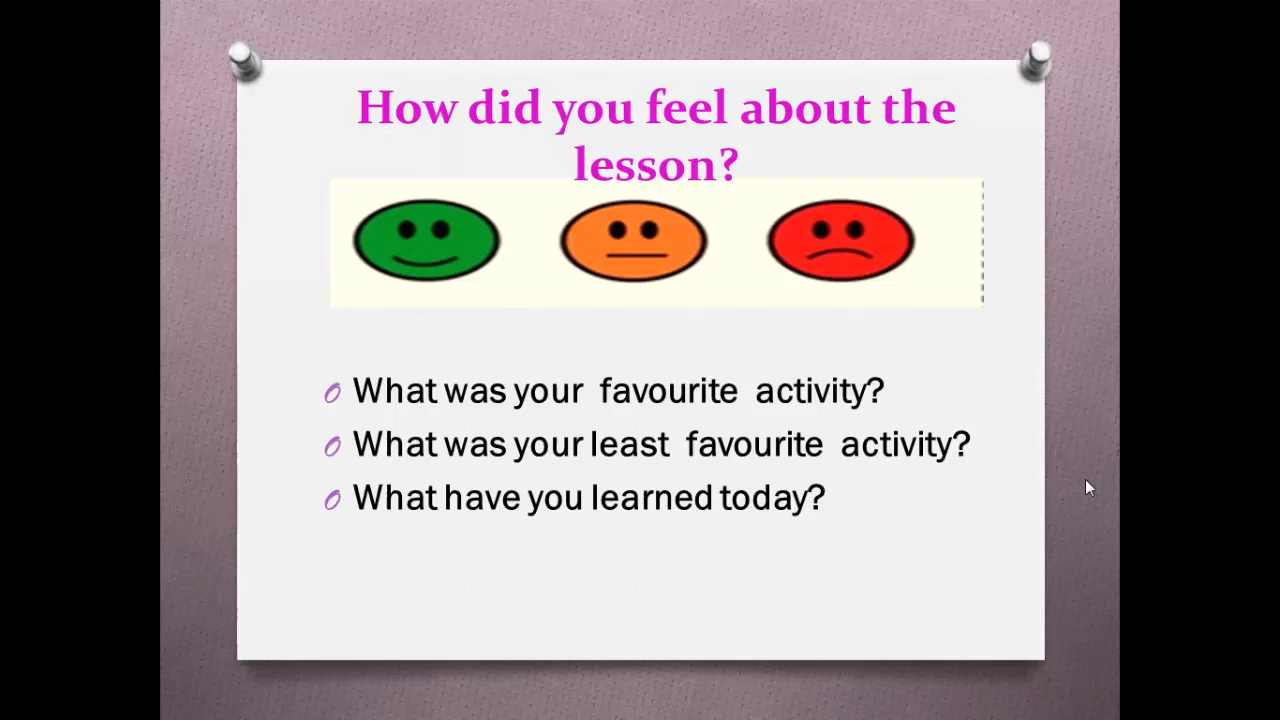 How did you feel about the
lesson?
What was your favourite activity?
What was your least favourite activity?
What have you learned today?